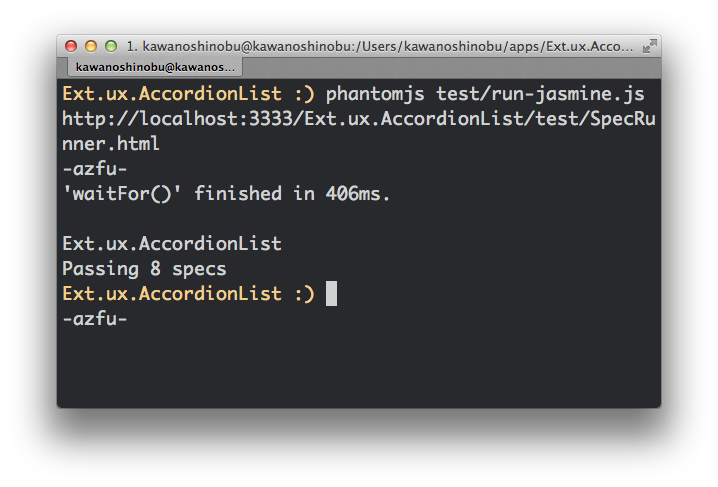 1. kawanoshinobu@kawanoshinobu:/Users/kawanoshinobu/apps/Ext.ux.Acco...
kawanoshinobu@kawanos...
Ext.ux.AccordionList :) phantomjs test/run-jasmine.js
http://localhost:3333/Ext.ux.AccordionList/test/SpecRu
nner.html
-azfu-
'waitFor()' finished in 406ms.
Ext.ux.AccordionList
Passing 8 specs
Ext.ux.AccordionList :)
-azfu-